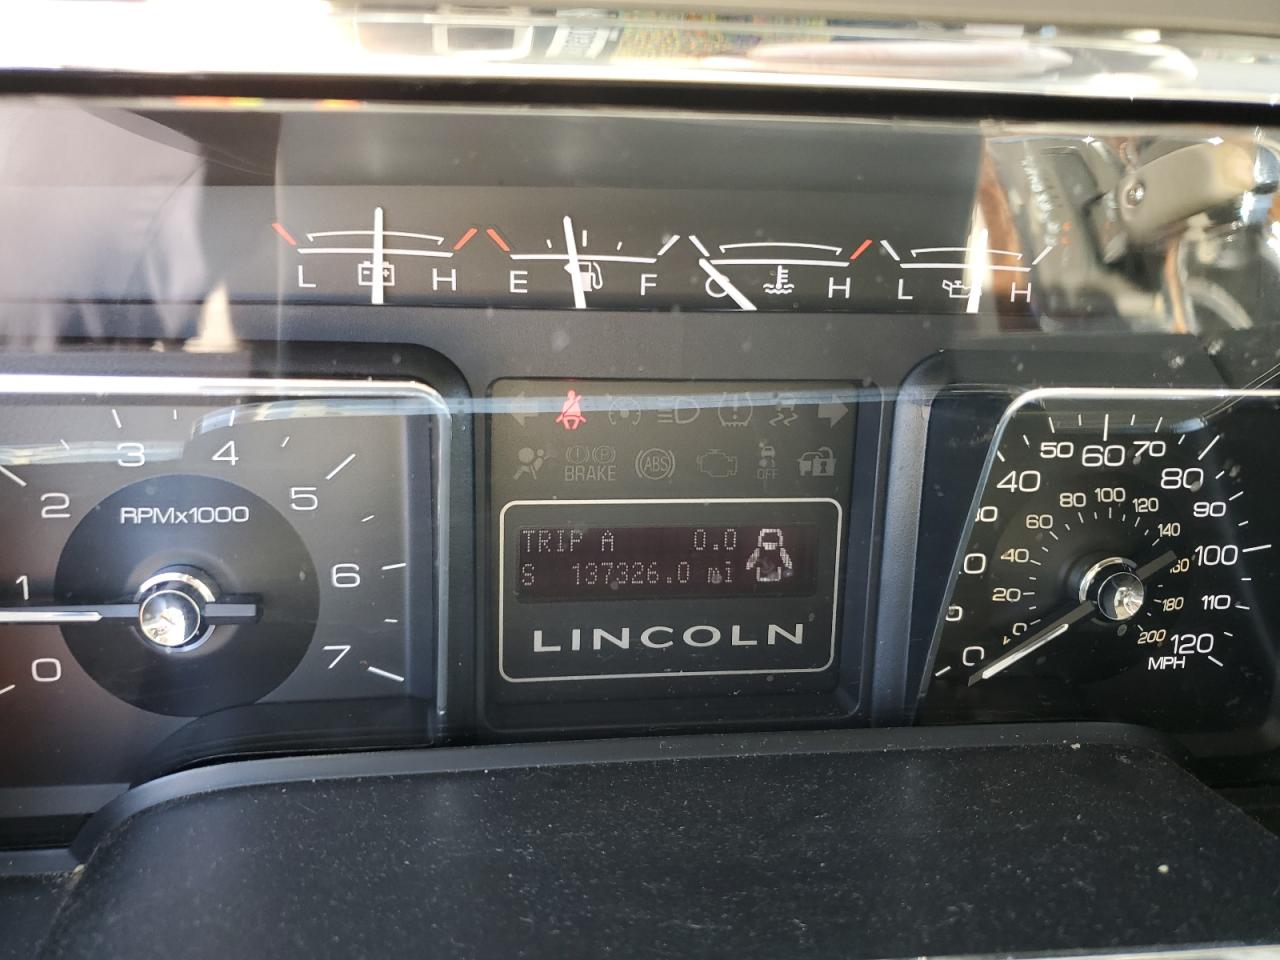 L H E F C H L H
3 4
2 5
RPMx1000
1 6
0 7
BRAKE
ABS
OFF
TRIP A 0.0
S 137326.0 mi
LINCOLN
50 60 70
40 80
80 100 120
60 140
90
40 160 100
20 180 110
0 200 120
MPH